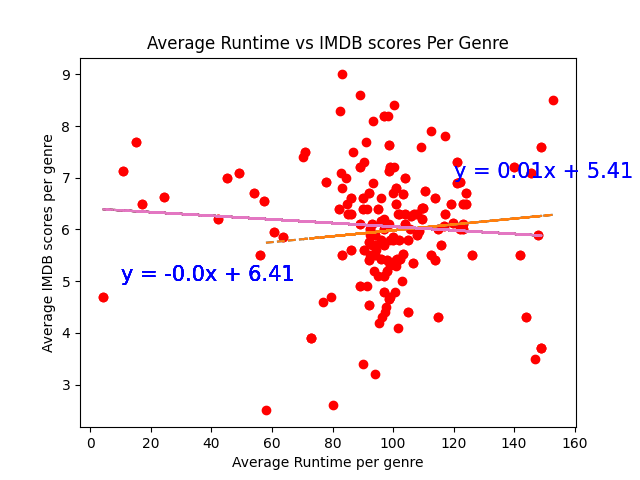 Average Runtime vs IMDB scores Per Genre
Average IMDB scores per genre
9
8
7
6
5
4
3
y = 0.01x + 5.41
y = -0.0x + 6.41
0 20 40 60 80 100 120 140 160
Average Runtime per genre